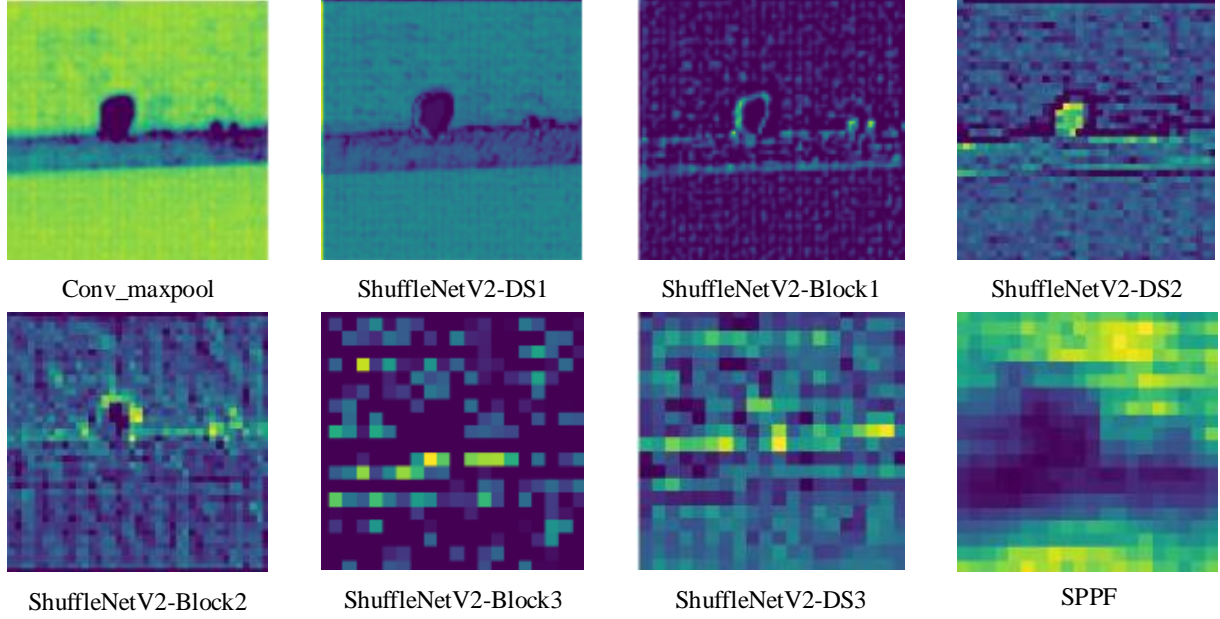 Conv_maxpool
ShuffleNetV2-DS1
ShuffleNetV2-Block1
ShuffleNetV2-DS2
ShuffleNetV2-Block2
ShuffleNetV2-Block3
ShuffleNetV2-DS3
SPPF